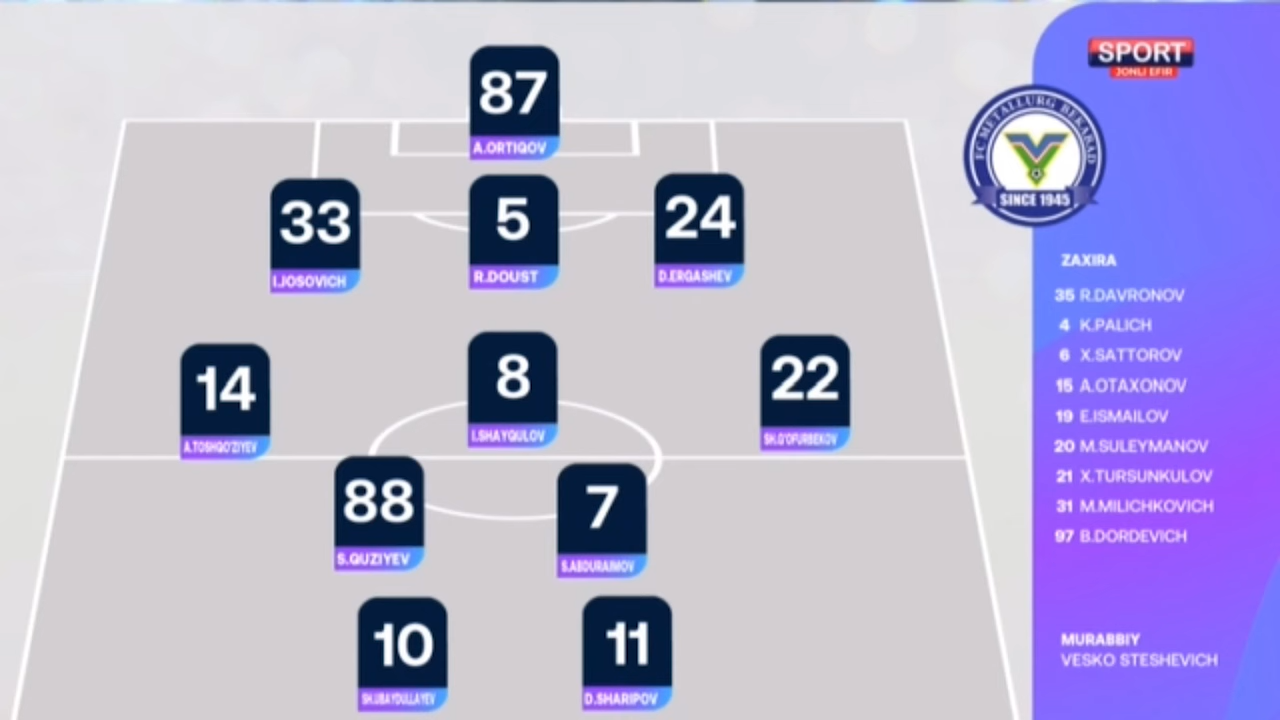 SPORT
JONLI EFIR
FC METALLURG BEKABAD
SINCE 1945
87
A.ORTIQOV
33
I.JOSOVICH
5
R.DOUST
24
D.ERGASHEV
14
A.TOSHQO'ZIYEV
8
I.SHAYQULOV
22
SH.G'OFURBEKOV
88
S.QUZIYEV
7
S.ABDURAIMOV
10
SH.UBAYDULLAYEV
11
D.SHARIPOV
ZAXIRA
35 R.DAVRONOV
4 K.PALICH
6 X.SATTOROV
15 A.OTAXONOV
19 E.ISMAILOV
20 M.SULEYMANOV
21 X.TURSUNKULOV
31 M.MILICHKOVICH
97 B.DORDEVICH
MURABBIY
VESKO STESHEVICH